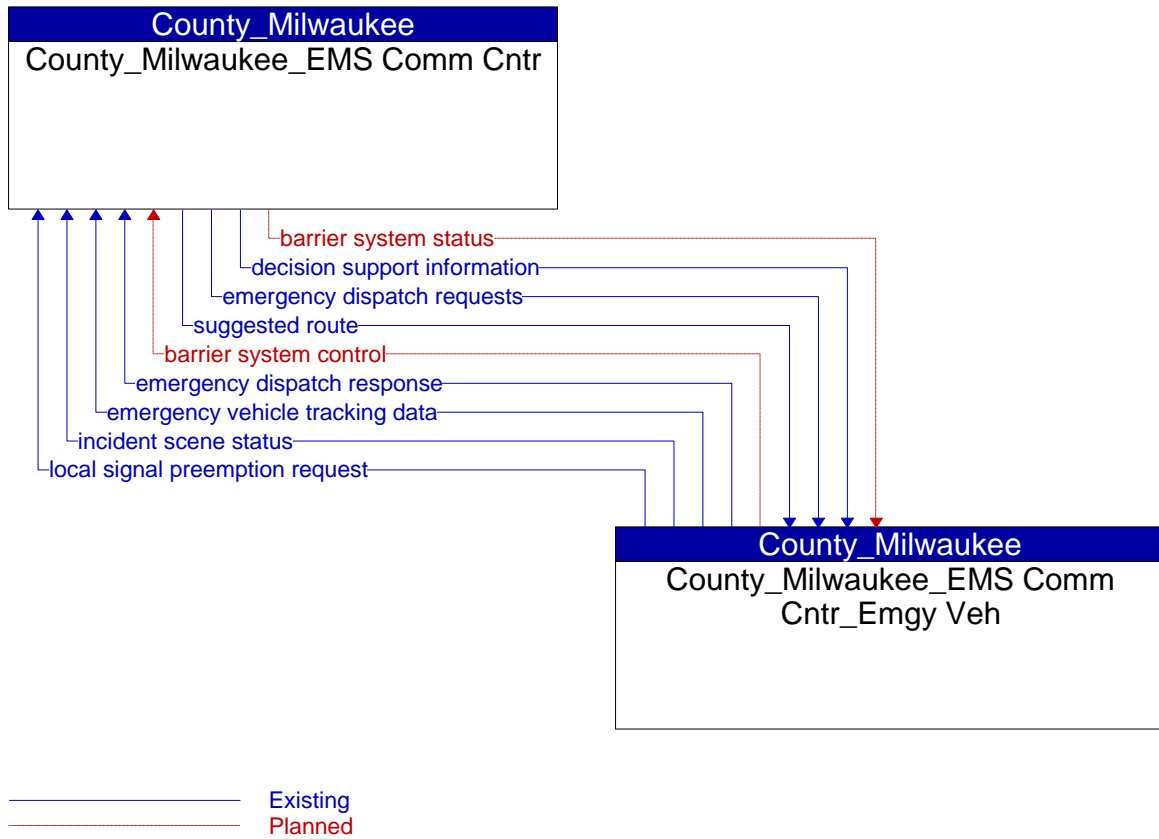 County_Milwaukee
County_Milwaukee_EMS Comm Cntr
barrier system status
decision support information
emergency dispatch requests
suggested route
barrier system control
emergency dispatch response
emergency vehicle tracking data
incident scene status
local signal preemption request
County_Milwaukee
County_Milwaukee_EMS Comm
Cntr_Emgy Veh
Existing
Planned